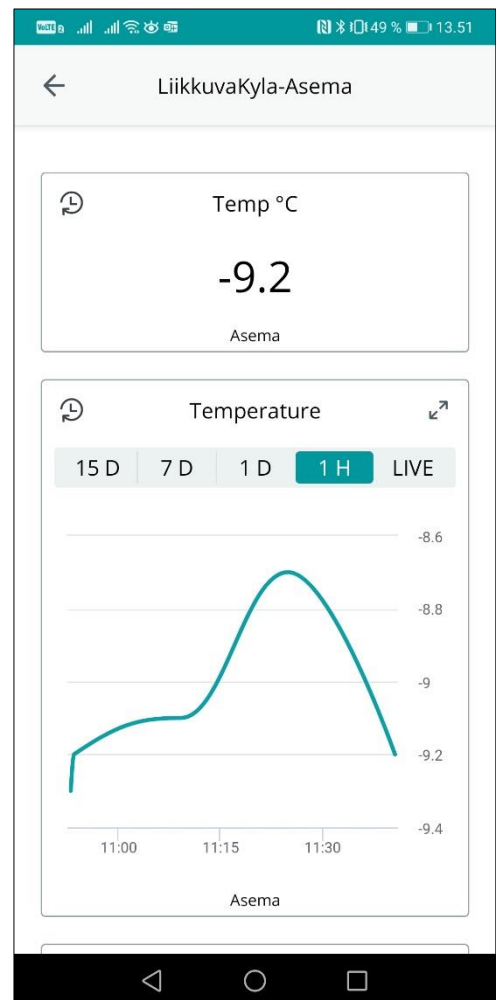 VoLTE 49 % 13.51
LiikkuvaKyla-Asema
Temp °C
-9.2
Asema
Temperature
15 D 7 D 1 D 1 H LIVE
-8.6
-8.8
-9
-9.2
-9.4
11:00 11:15 11:30
Asema